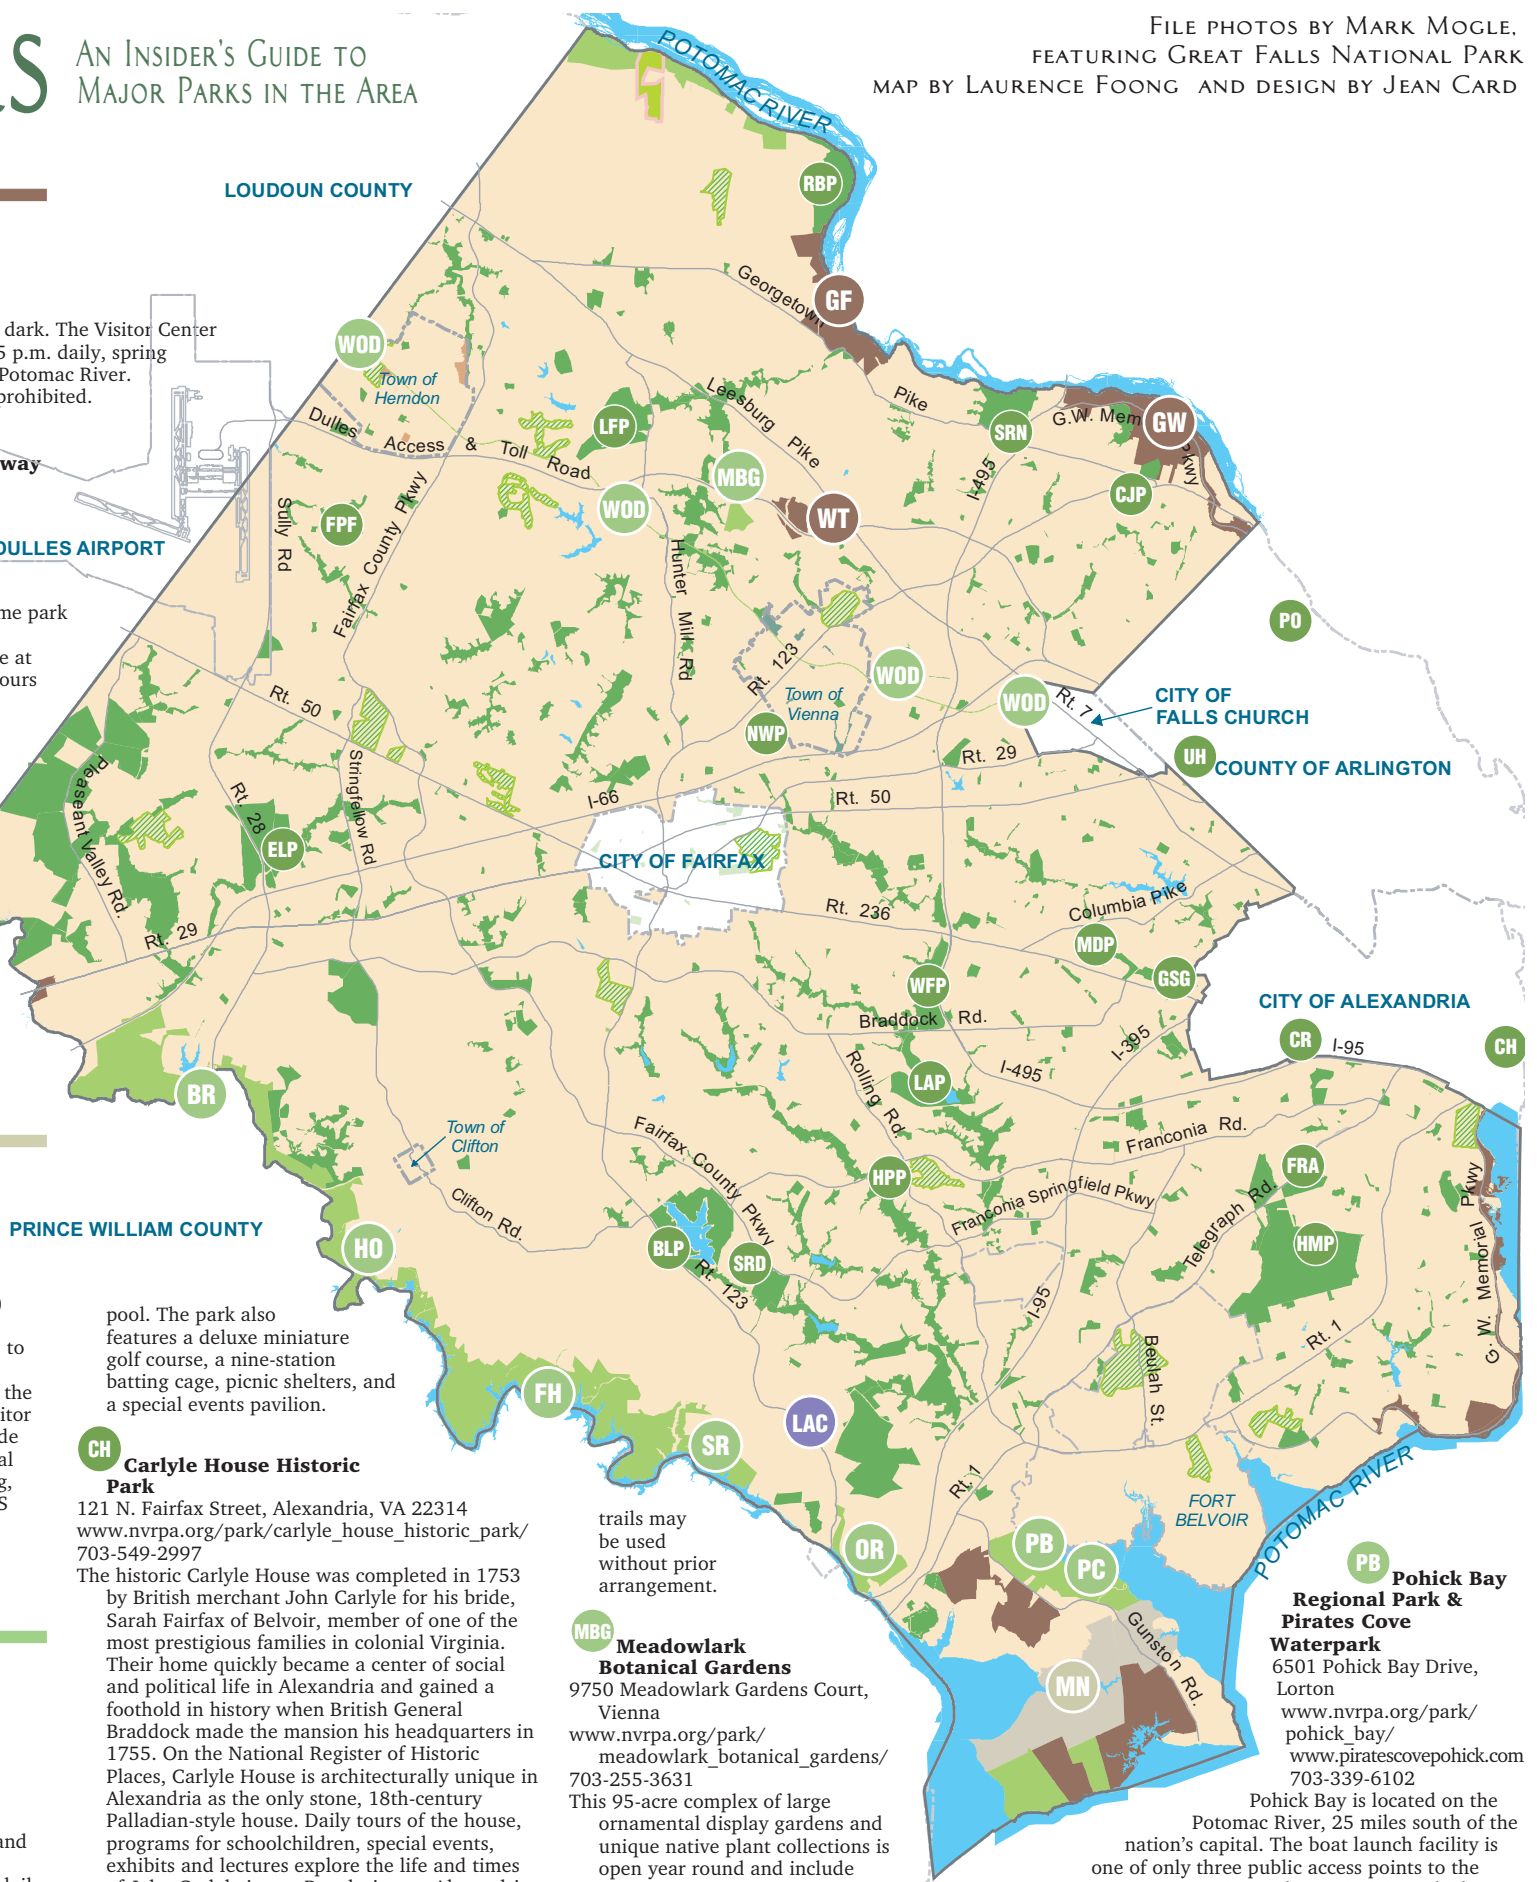 AN INSIDER'S GUIDE TO
MAJOR PARKS IN THE AREA
FILE PHOTOS BY MARK MOGLE,
FEATURING GREAT FALLS NATIONAL PARK
MAP BY LAURENCE FOONG AND DESIGN BY JEAN CARD
POTOMAC RIVER
LOUDOUN COUNTY
RBP
GF
Georgetown
Pike
dark. The Visitor Center
5 p.m. daily, spring
Potomac River.
prohibited.
way
WOD
Town of
Herndon
Dulles Access & Toll Road
LFP
Leesburg Pike
SRN
G.W. Mem
GW
Pkwy
MBG
WOD
WT
I-495
CJP
FPF
Sully Rd
Fairfax County Pkwy
Hunter Mill Rd
DULLES AIRPORT
me park
e at
ours
PO
Rt. 123
Town of
Vienna
WOD
WOD
Rt. 7
CITY OF
FALLS CHURCH
NWP
UH
COUNTY OF ARLINGTON
Rt. 50
Rt. 29
Pleaseant Valley Rd.
Rt. 28
Stringfellow Rd
I-66
Rt. 50
ELP
CITY OF FAIRFAX
Rt. 29
Rt. 236
Columbia Pike
MDP
GSG
WFP
Braddock Rd.
CITY OF ALEXANDRIA
CR
I-95
CH
I-395
I-495
BR
Rolling Rd.
LAP
Town of
Clifton
Fairfax County Pkwy
Franconia Rd.
FRA
HPP
Franconia Springfield Pkwy
Telegraph Rd.
G. W. Memorial Pkwy
Clifton Rd.
PRINCE WILLIAM COUNTY
HO
BLP
SRD
HMP
Rt. 123
I-95
Rt. 1
Beulah St.
to
the
itor
de
al
g,
S
and
pool. The park also
features a deluxe miniature
golf course, a nine-station
batting cage, picnic shelters, and
a special events pavilion.
FH
LAC
SR
CH Carlyle House Historic
Park
121 N. Fairfax Street, Alexandria, VA 22314
www.nvrpa.org/park/carlyle_house_historic_park/
703-549-2997
The historic Carlyle House was completed in 1753
by British merchant John Carlyle for his bride,
Sarah Fairfax of Belvoir, member of one of the
most prestigious families in colonial Virginia.
Their home quickly became a center of social
and political life in Alexandria and gained a
foothold in history when British General
Braddock made the mansion his headquarters in
1755. On the National Register of Historic
Places, Carlyle House is architecturally unique in
Alexandria as the only stone, 18th-century
Palladian-style house. Daily tours of the house,
programs for schoolchildren, special events,
exhibits and lectures explore the life and times
trails may
be used
without prior
arrangement.
MBG Meadowlark
Botanical Gardens
9750 Meadowlark Gardens Court,
Vienna
www.nvrpa.org/park/
meadowlark_botanical_gardens/
703-255-3631
This 95-acre complex of large
ornamental display gardens and
unique native plant collections is
open year round and include
Rt. 1
FORT
BELVOIR
OR
PB
PC
POTOMAC RIVER
Gunston Rd.
MN
PB Pohick Bay
Regional Park &
Pirates Cove
Waterpark
6501 Pohick Bay Drive,
Lorton
www.nvrpa.org/park/
pohick_bay/
www.piratescovepohick.com
703-339-6102
Pohick Bay is located on the
Potomac River, 25 miles south of the
nation's capital. The boat launch facility is
one of only three public access points to the